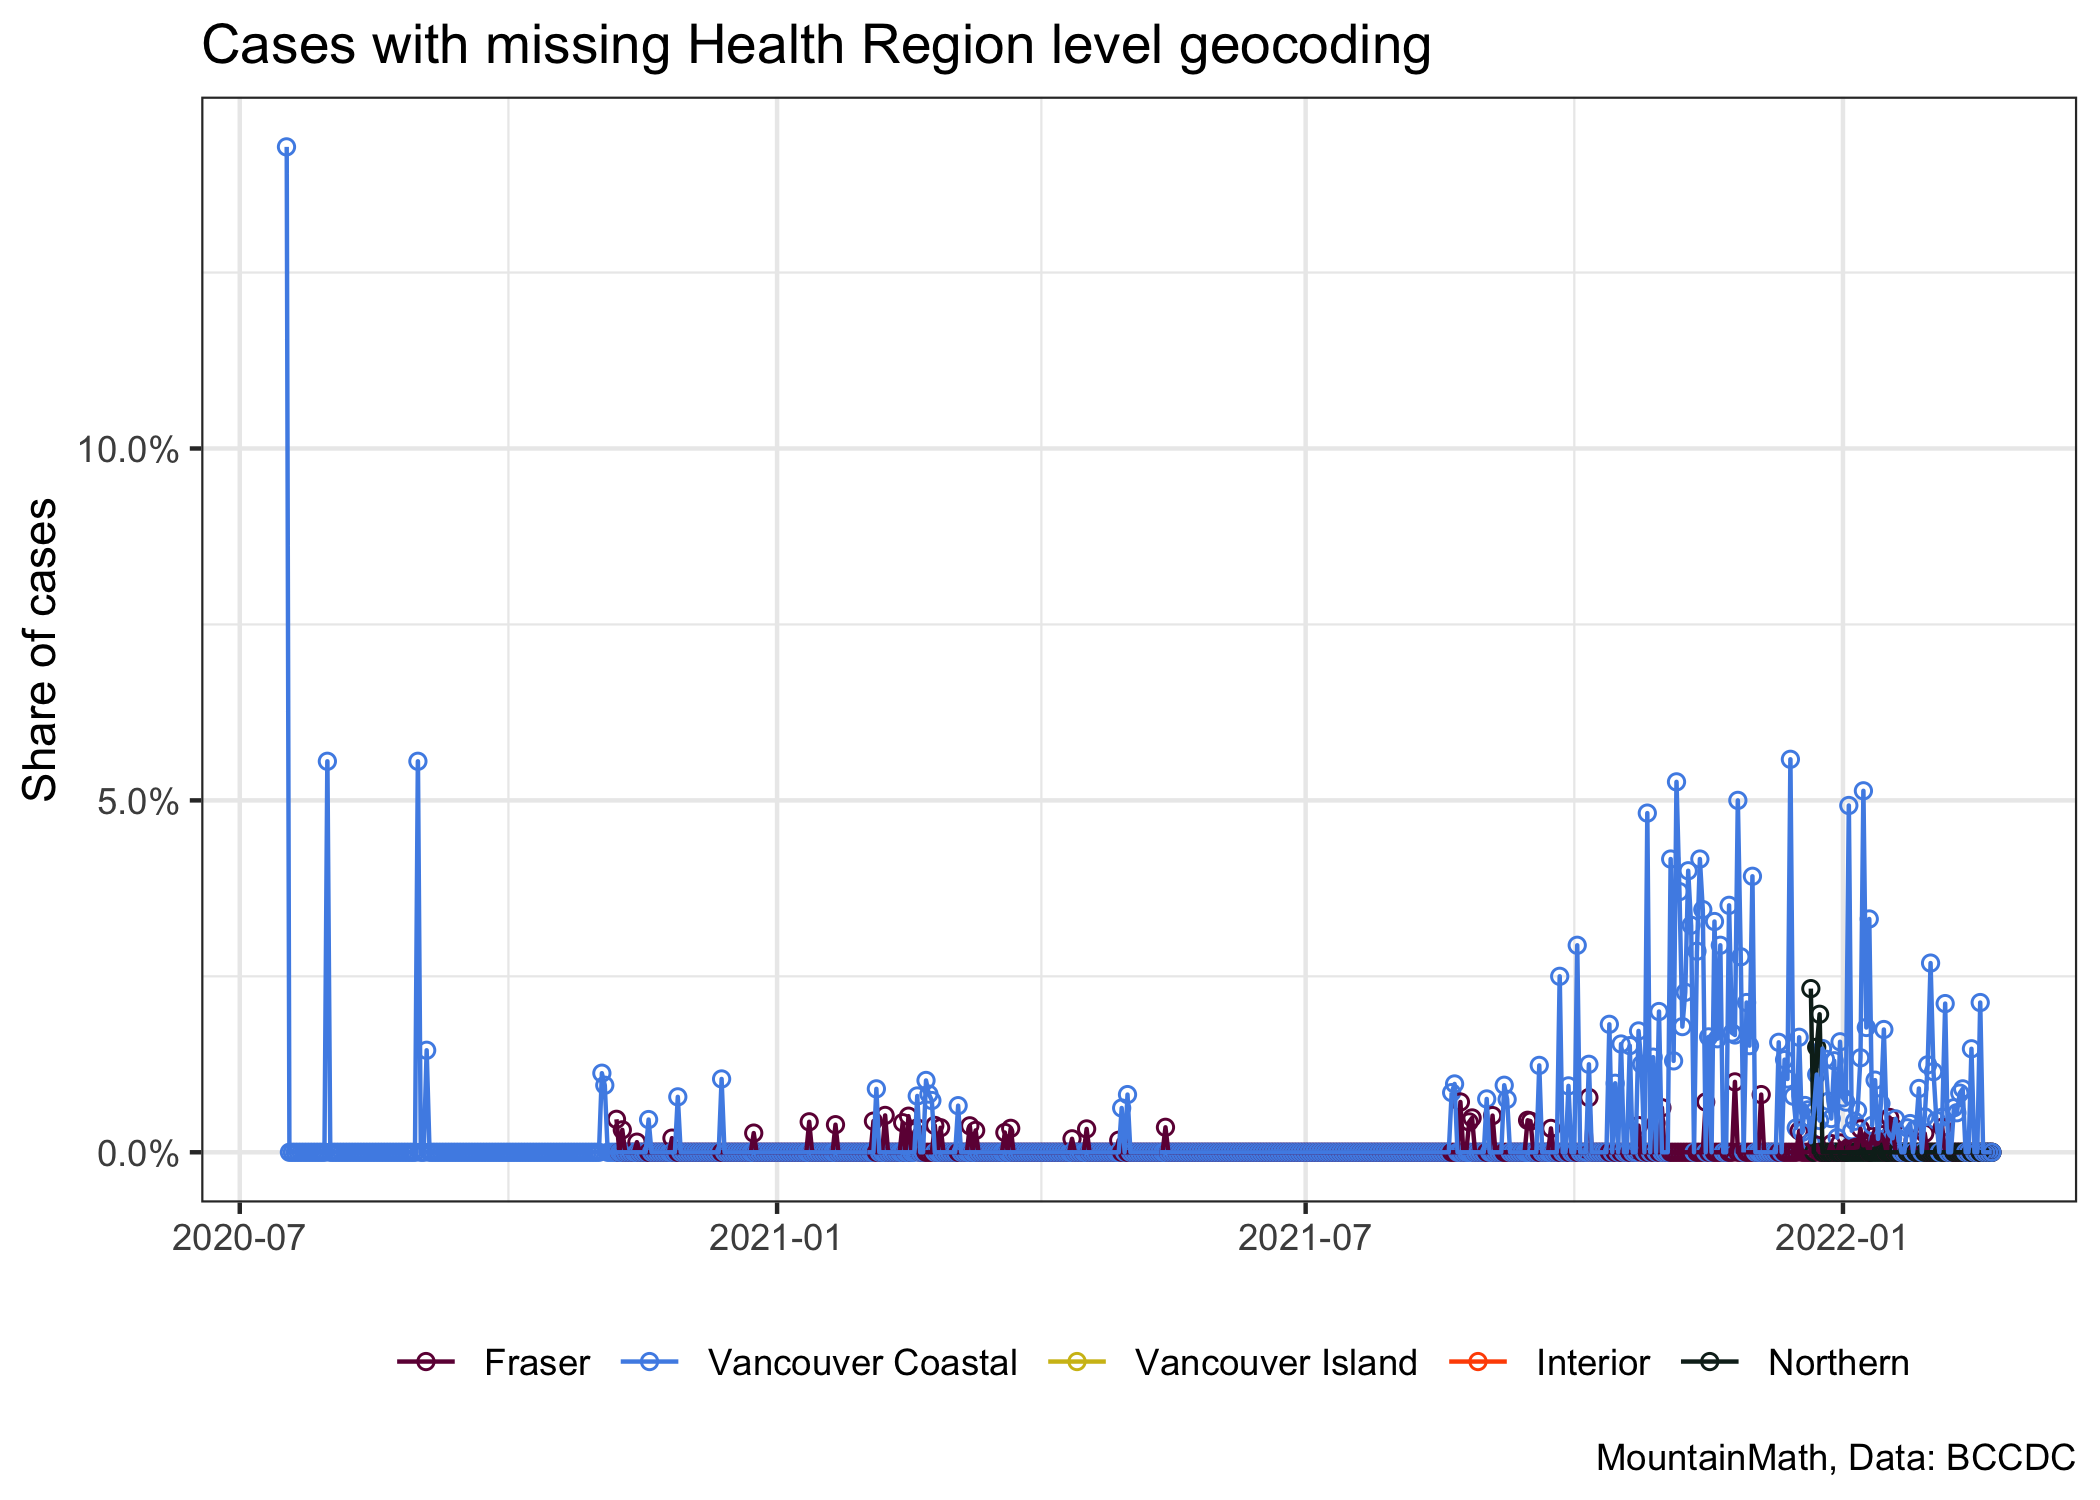 Cases with missing Health Region level geocoding
Share of cases
10.0%
5.0%
0.0%
2020-07 2021-01 2021-07 2022-01
Fraser Vancouver Coastal Vancouver Island Interior Northern
MountainMath, Data: BCCDC